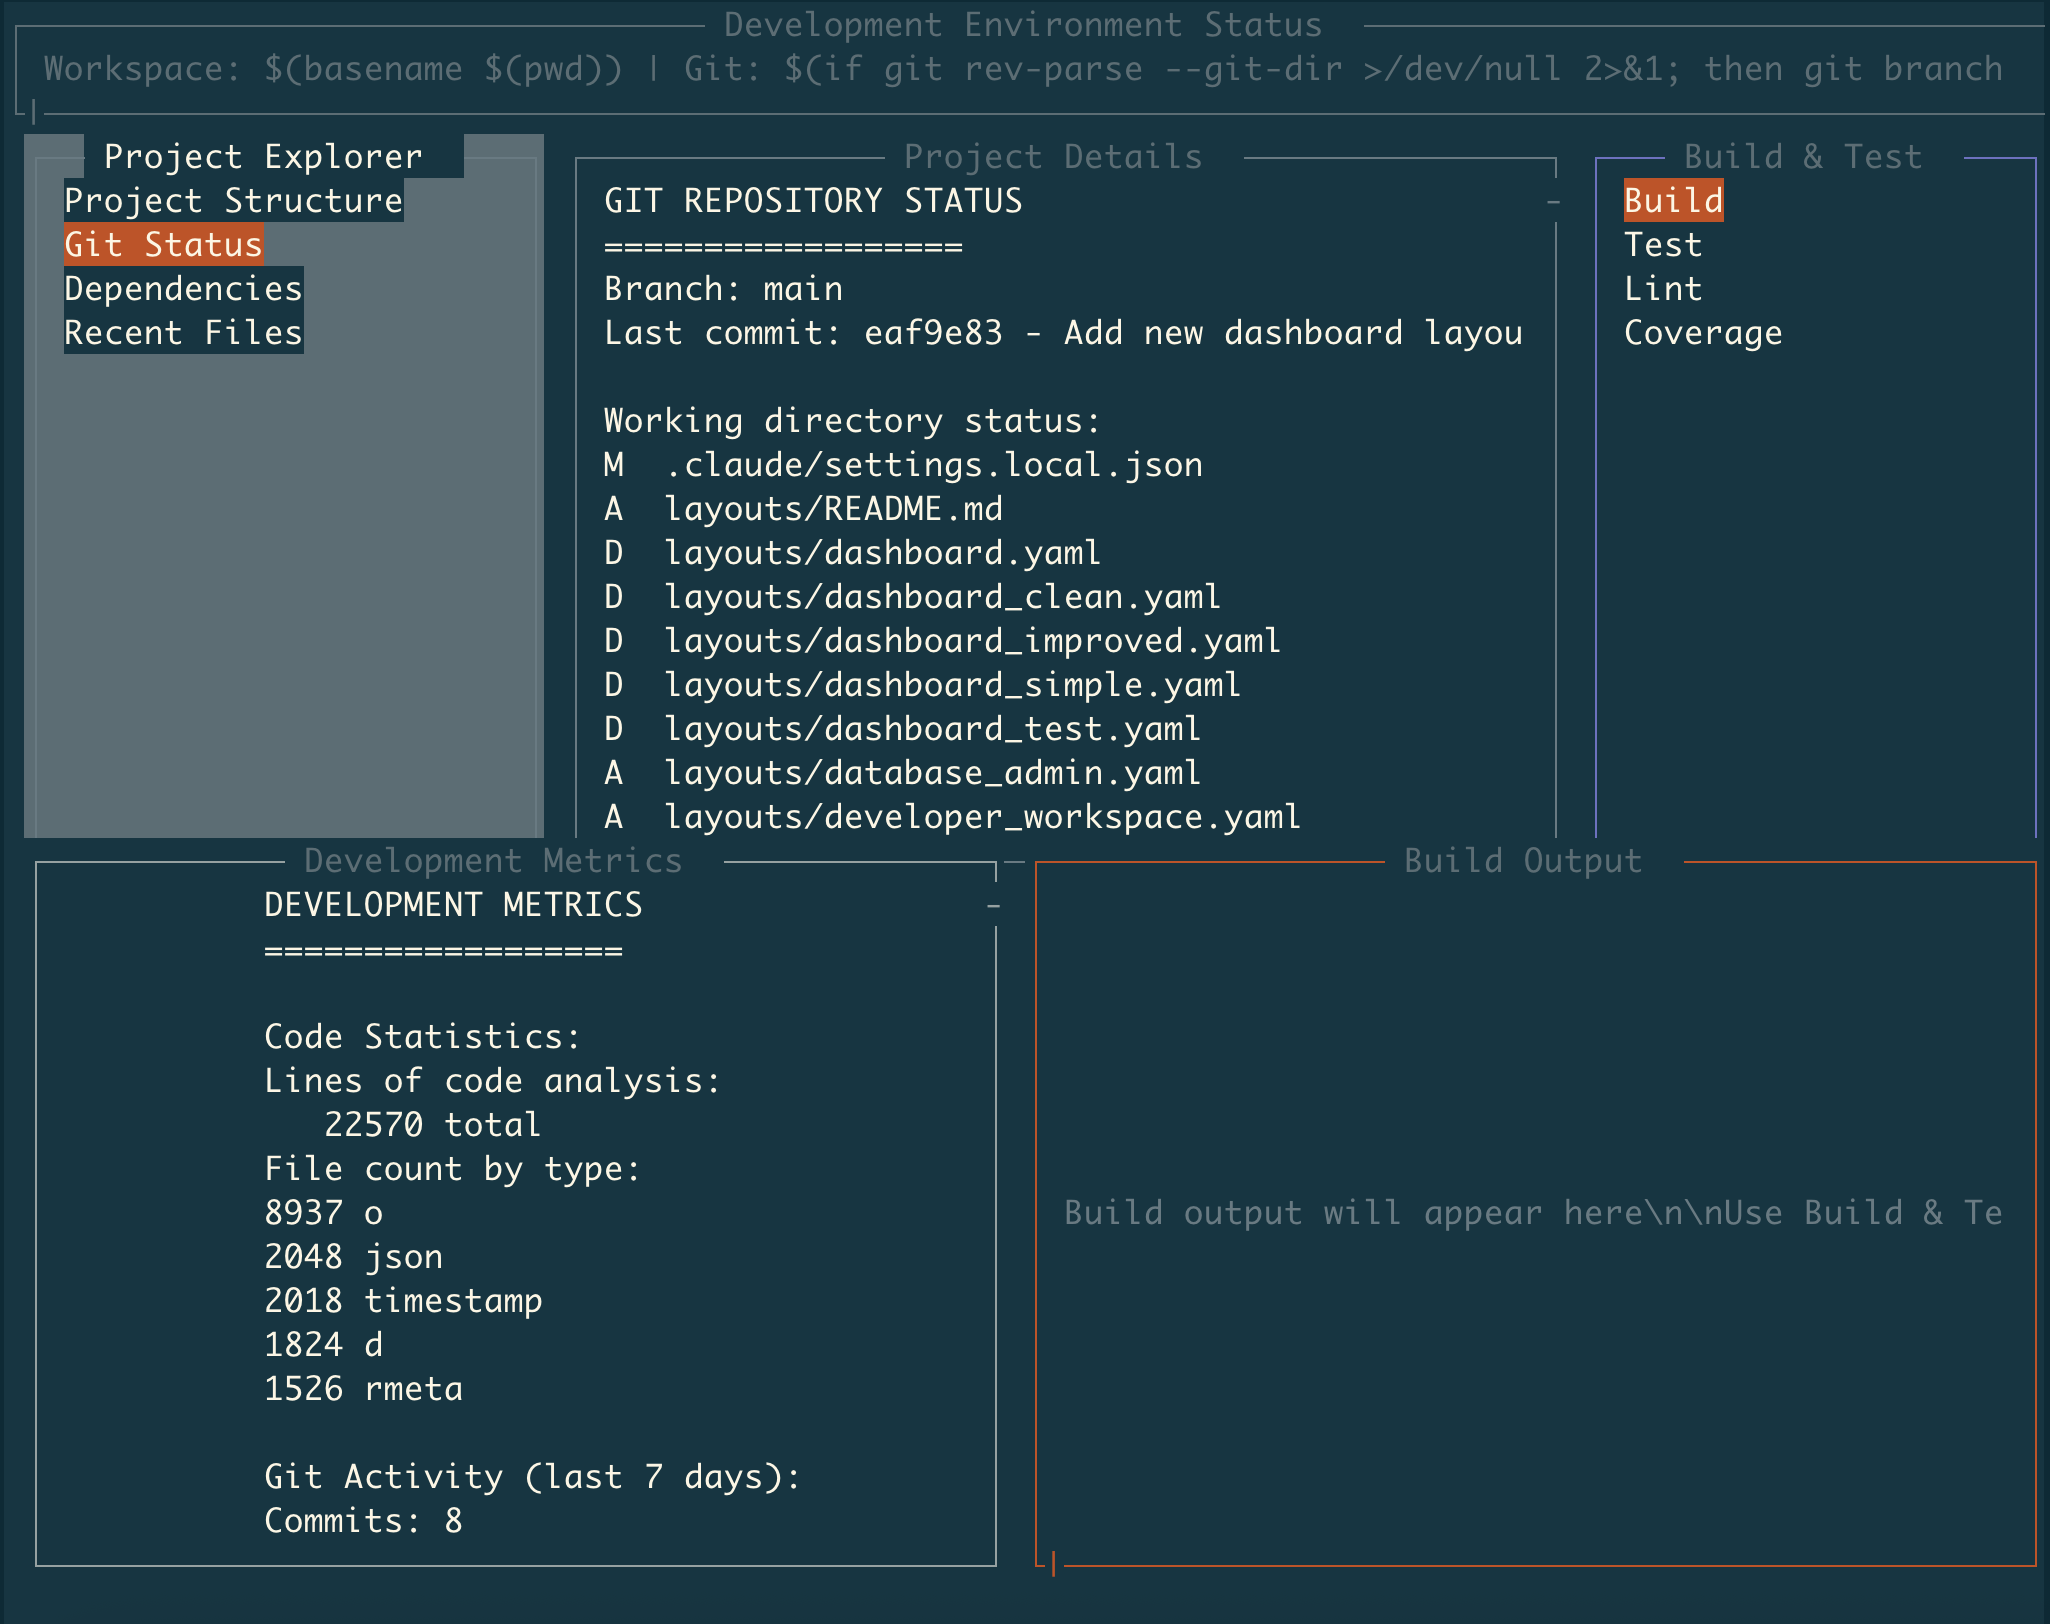 Development Environment Status
Workspace: $(basename $(pwd)) | Git: $(if git rev-parse --git-dir >/dev/null 2>&1; then git branch
Project Explorer
Project Structure
Git Status
Dependencies
Recent Files
Project Details
GIT REPOSITORY STATUS
==================
Branch: main
Last commit: eaf9e83 - Add new dashboard layou
Working directory status:
M  .claude/settings.local.json
A  layouts/README.md
D  layouts/dashboard.yaml
D  layouts/dashboard_clean.yaml
D  layouts/dashboard_improved.yaml
D  layouts/dashboard_simple.yaml
D  layouts/dashboard_test.yaml
A  layouts/database_admin.yaml
A  layouts/developer_workspace.yaml
Build & Test
Build
Test
Lint
Coverage
Development Metrics
DEVELOPMENT METRICS
==================
Code Statistics:
Lines of code analysis:
   22570 total
File count by type:
8937 o
2048 json
2018 timestamp
1824 d
1526 rmeta
Git Activity (last 7 days):
Commits: 8
Build Output
Build output will appear here\n\nUse Build & Te